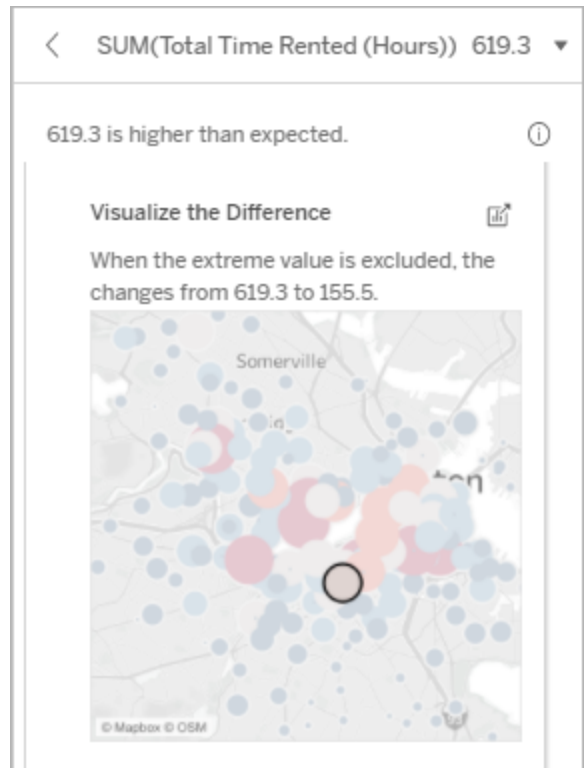 SUM(Total Time Rented (Hours)) 619.3
619.3 is higher than expected.
Visualize the Difference
When the extreme value is excluded, the
changes from 619.3 to 155.5.
Somerville
© Mapbox © OSM